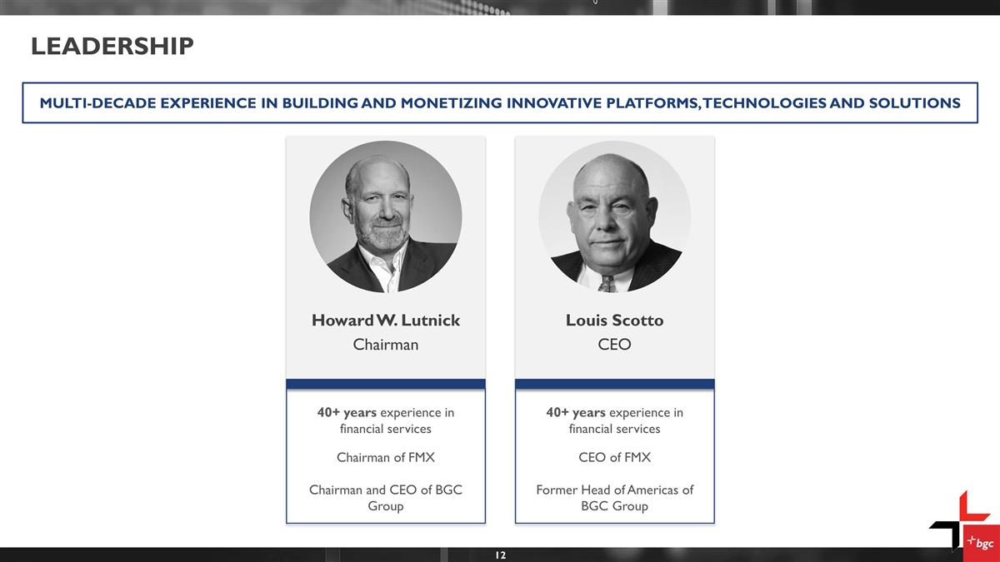 LEADERSHIP
MULTI-DECADE EXPERIENCE IN BUILDING AND MONETIZING INNOVATIVE PLATFORMS, TECHNOLOGIES AND SOLUTIONS
Howard W. Lutnick
Chairman
40+ years experience in
financial services
Chairman of FMX
Chairman and CEO of BGC
Group
Louis Scotto
CEO
40+ years experience in
financial services
CEO of FMX
Former Head of Americas of
BGC Group
12
bgc